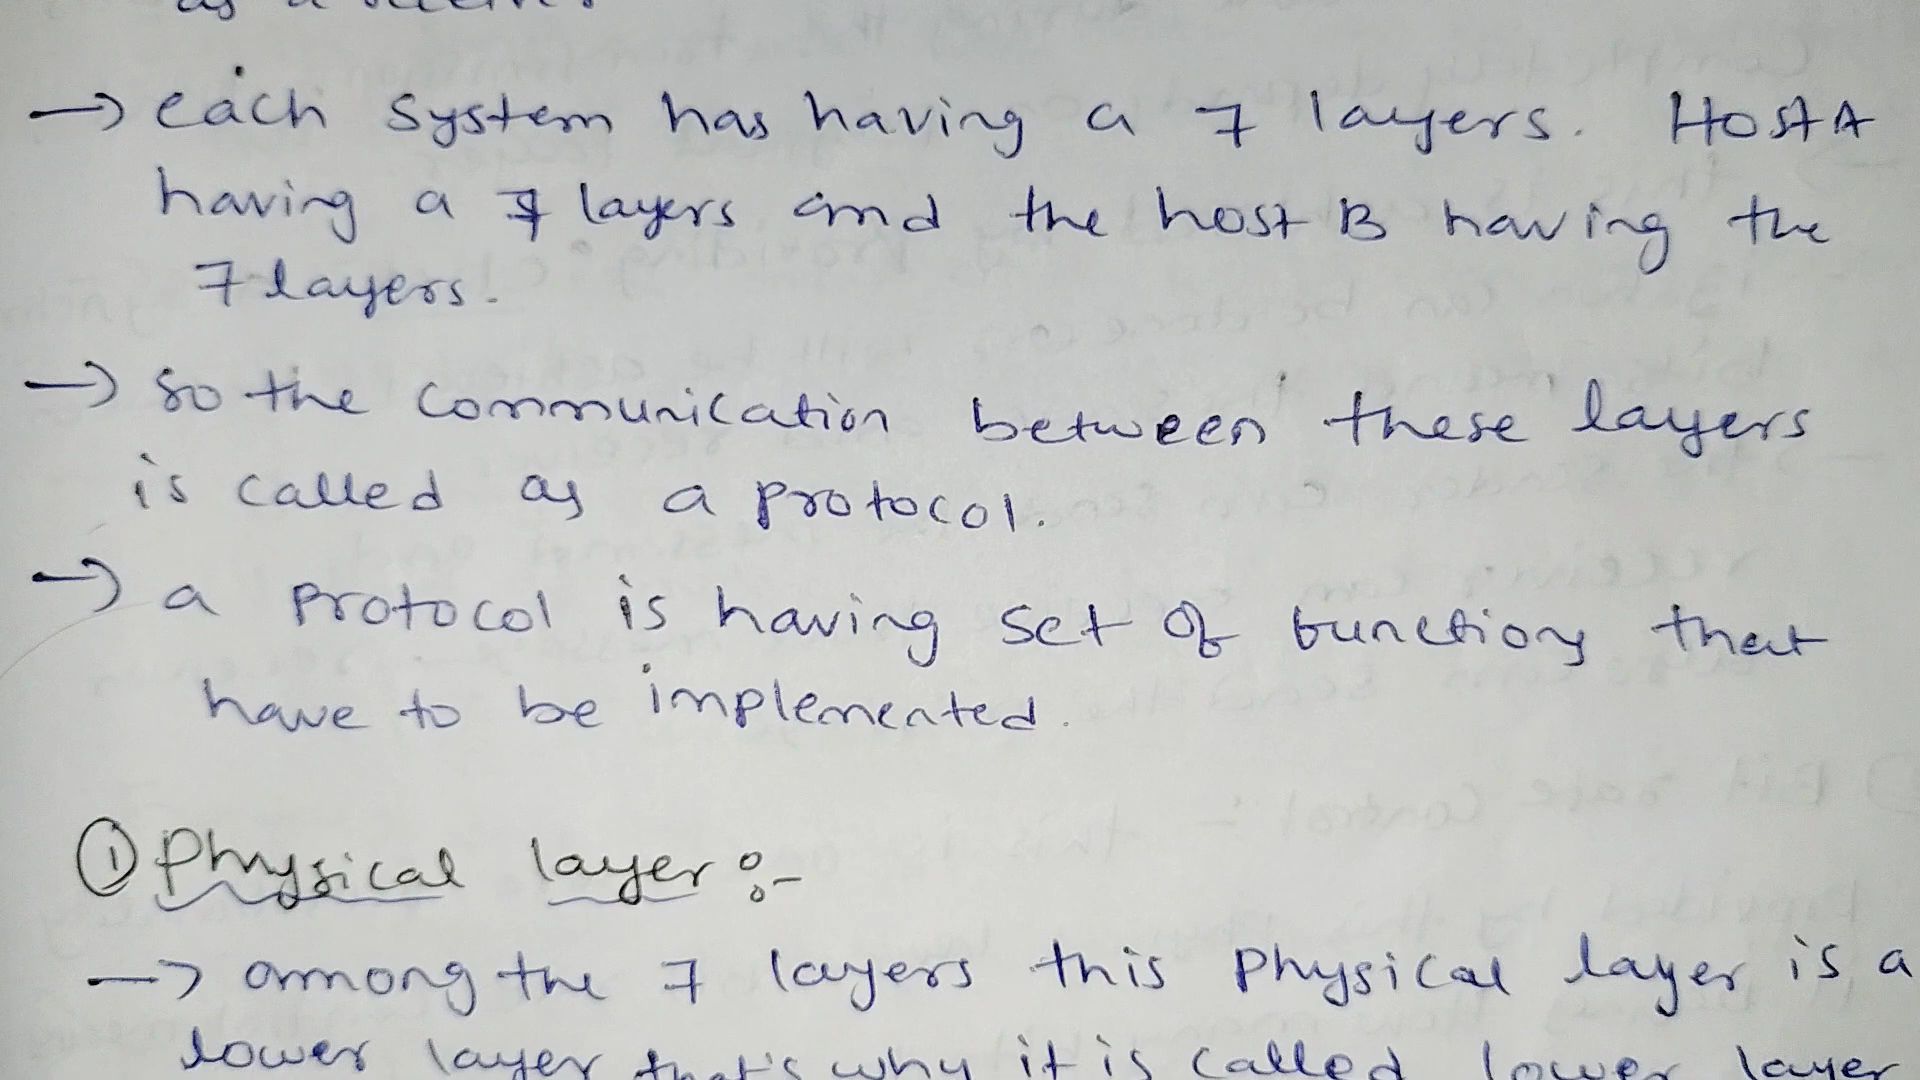 → each system has having a 7 layers. Host A
having a 7 layers and the host B having the
7 layers.
→ so the communication between these layers
is called as a protocol.
→ a protocol is having set of functions that
have to be implemented.
① Physical layer :-
→ among the 7 layers this physical layer is a
lower layer that's why it is called lower layer